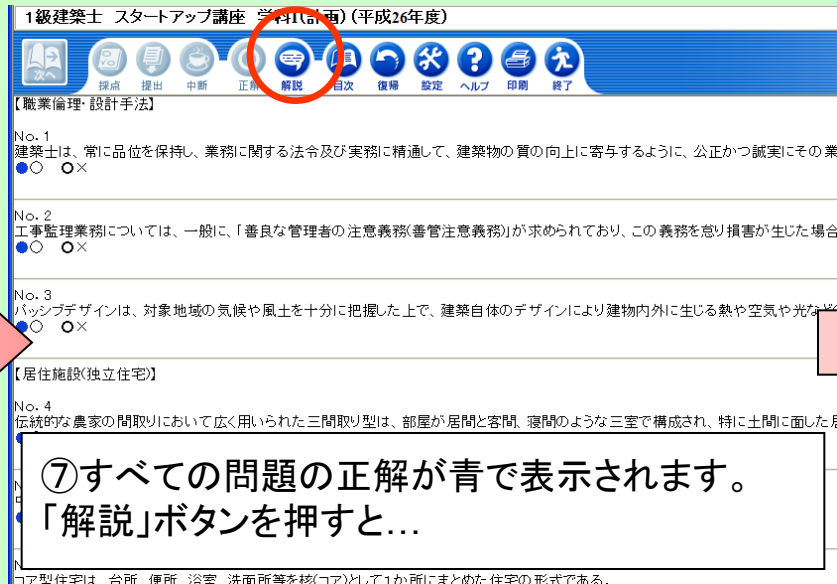 1級建築士 スタートアップ講座 学科I(計画)(平成26年度)
次へ 採点 提出 中断 正解 解説 目次 復帰 設定 ヘルプ 印刷 終了
【職業倫理・設計手法】
No. 1
建築士は、常に品位を保持し、業務に関する法令及び実務に精通して、建築物の質の向上に寄与するように、公正かつ誠実にその業
○ ×
No. 2
工事監理業務については、一般に、「善良な管理者の注意義務(善管注意義務)」が求められており、この義務を怠り損害が生じた場合
○ ×
No. 3
パッシブデザインは、対象地域の気候や風土を十分に把握した上で、建築自体のデザインにより建物内外に生じる熱や空気や光など
○ ×
【居住施設(独立住宅)】
No. 4
伝統的な農家の間取りにおいて広く用いられた三間取り型は、部屋が居間と客間、寝間のような三室で構成され、特に土間に面した居
⑦すべての問題の正解が青で表示されます。
「解説」ボタンを押すと…
コア型住宅は、台所、便所、浴室、洗面所等を核(コア)として1か所にまとめた住宅の形式である。